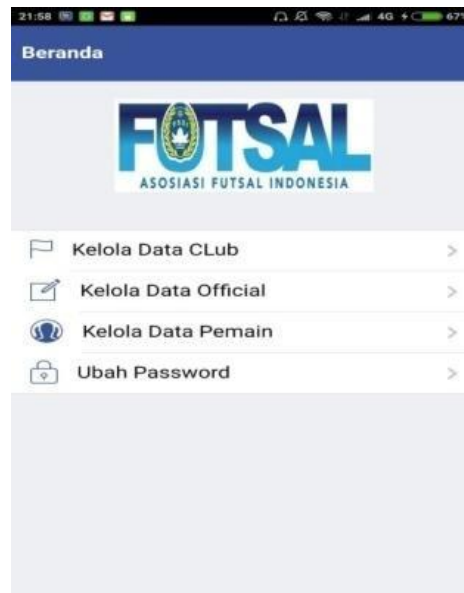 21:58 4G 67%
Beranda
FUTSAL
ASOSIASI FUTSAL INDONESIA
Kelola Data CLub
Kelola Data Official
Kelola Data Pemain
Ubah Password